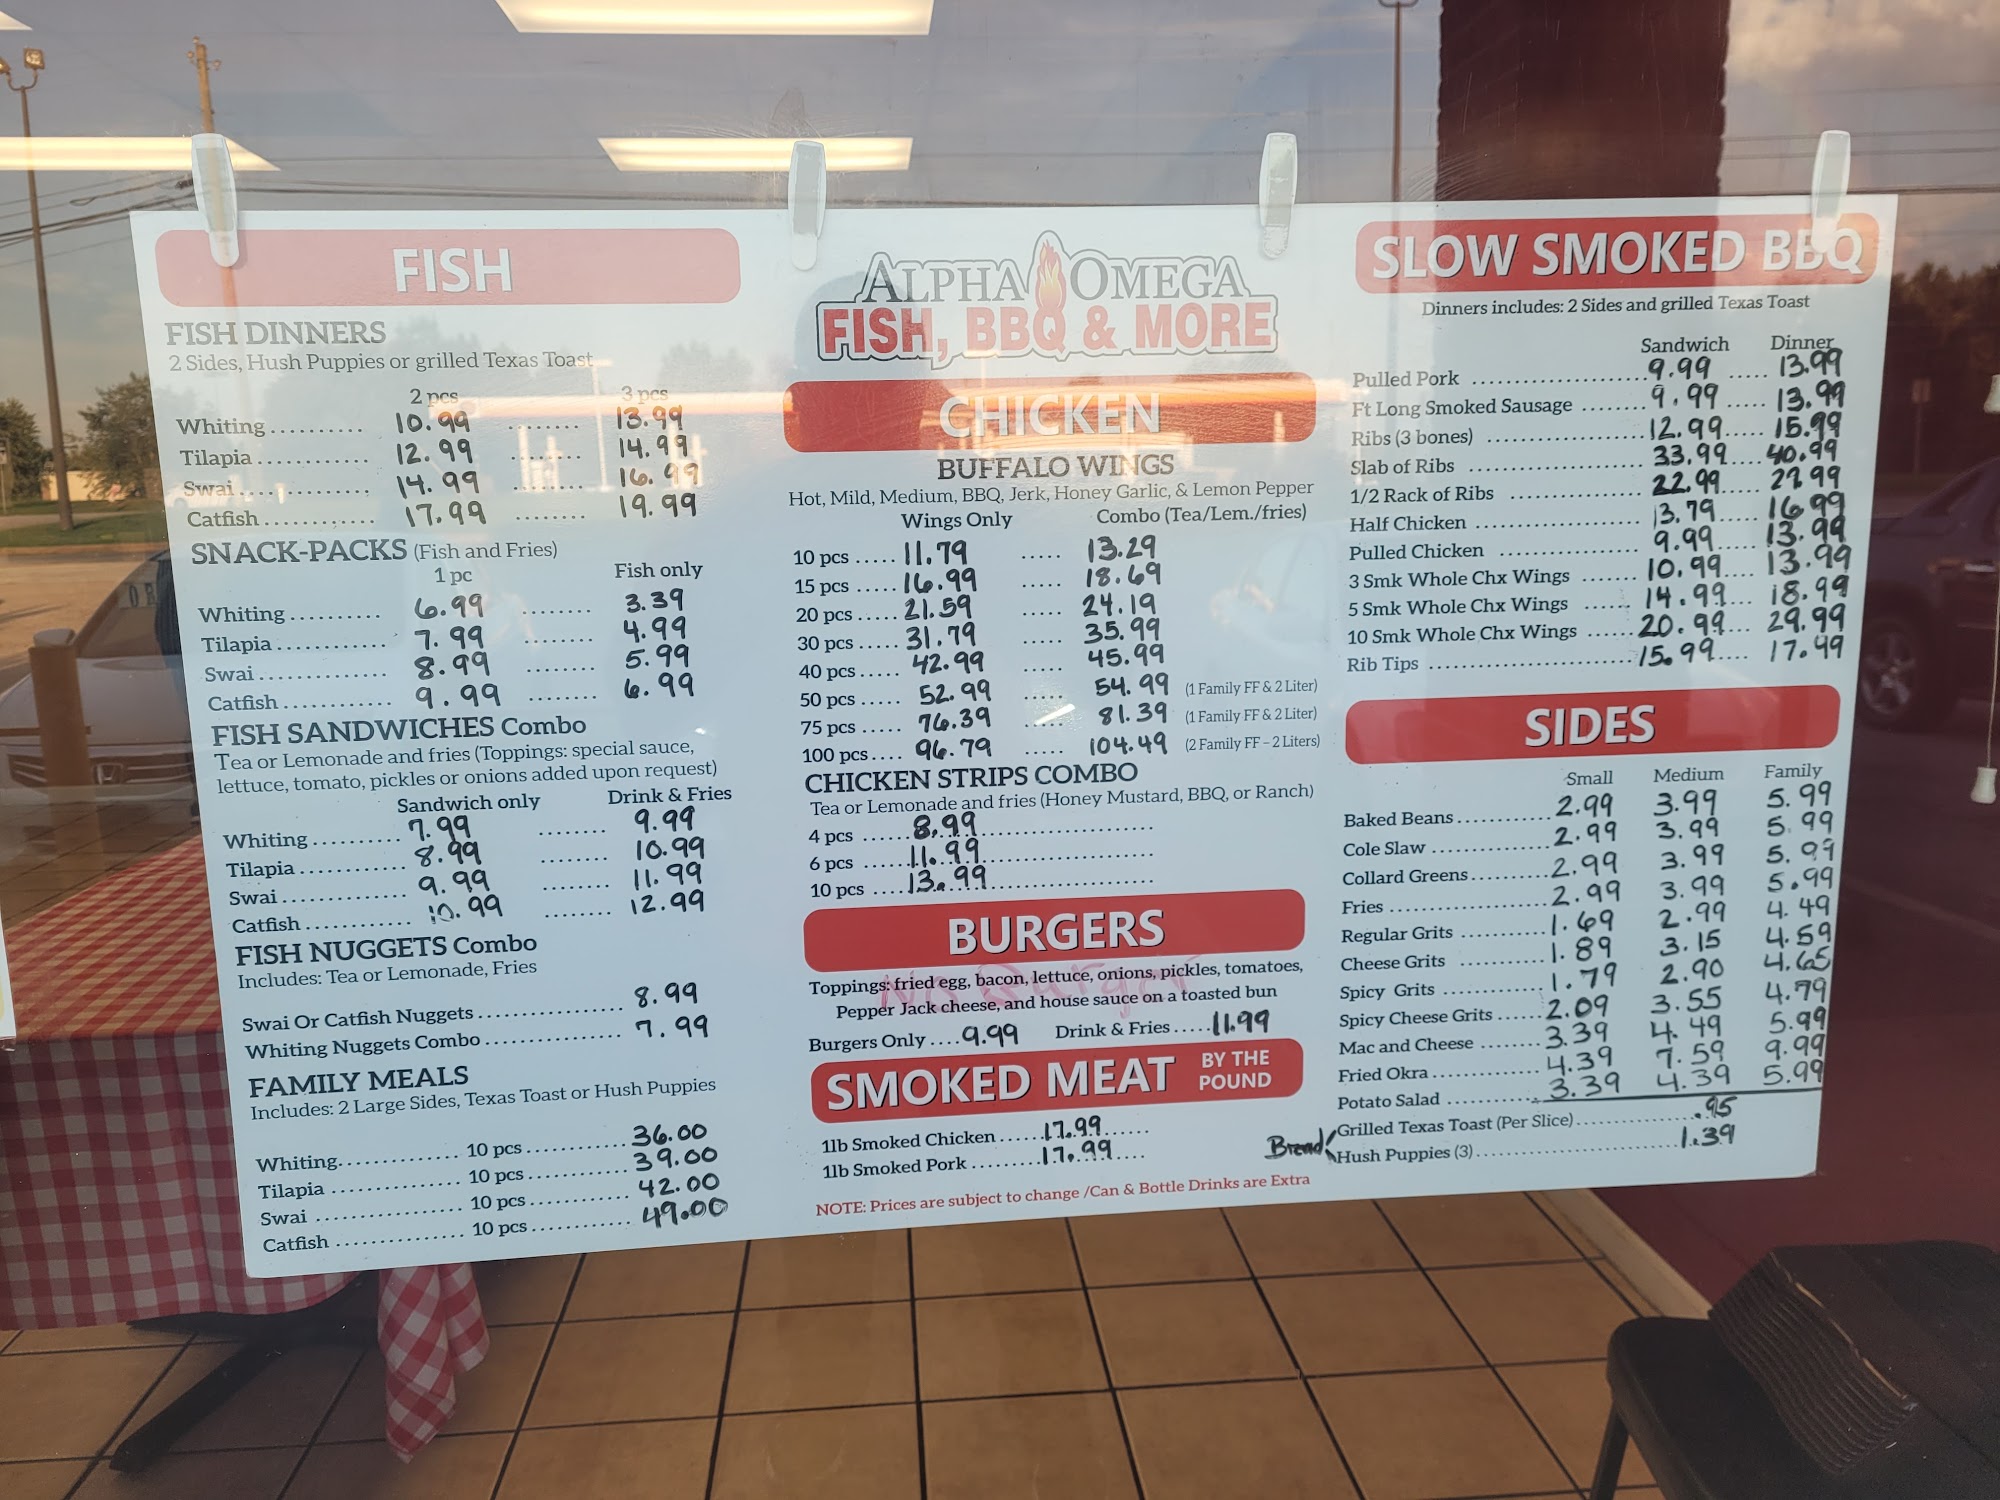 FISH
FISH DINNERS
2 Sides, Hush Puppies or grilled Texas Toast
2 pcs 3 pcs
Whiting .......... 10.99 ........ 13.99
Tilapia ............ 12.99 ........ 14.99
Swai ............... 14.99 ........ 16.99
Catfish ............ 17.99 ........ 19.99
SNACK-PACKS (Fish and Fries)
1 pc Fish only
Whiting .......... 6.99 ........ 3.39
Tilapia ............ 7.99 ........ 4.99
Swai ............... 8.99 ........ 5.99
Catfish ............ 9.99 ........ 6.99
FISH SANDWICHES Combo
Tea or Lemonade and fries (Toppings: special sauce,
lettuce, tomato, pickles or onions added upon request)
Sandwich only Drink & Fries
Whiting .......... 7.99 ........ 9.99
Tilapia ............ 8.99 ........ 10.99
Swai ............... 9.99 ........ 11.99
Catfish ............ 10.99 ........ 12.99
FISH NUGGETS Combo
Includes: Tea or Lemonade, Fries
Swai Or Catfish Nuggets ................ 8.99
Whiting Nuggets Combo ................ 7.99
FAMILY MEALS
Includes: 2 Large Sides, Texas Toast or Hush Puppies
Whiting .............. 10 pcs ........... 36.00
Tilapia ............... 10 pcs ........... 39.00
Swai .................. 10 pcs ........... 42.00
Catfish ............... 10 pcs ........... 49.00
ALPHA OMEGA
FISH, BBQ & MORE
CHICKEN
BUFFALO WINGS
Hot, Mild, Medium, BBQ, Jerk, Honey Garlic, & Lemon Pepper
Wings Only Combo (Tea/Lem./fries)
10 pcs ..... 11.79 ..... 13.29
15 pcs ..... 16.99 ..... 18.69
20 pcs ..... 21.59 ..... 24.19
30 pcs ..... 31.79 ..... 35.99
40 pcs ..... 42.99 ..... 45.99
50 pcs ..... 52.99 ..... 54.99 (1 Family FF & 2 Liter)
75 pcs ..... 76.39 ..... 81.39 (1 Family FF & 2 Liter)
100 pcs.... 96.79 ..... 104.49 (2 Family FF – 2 Liters)
CHICKEN STRIPS COMBO
Tea or Lemonade and fries (Honey Mustard, BBQ, or Ranch)
4 pcs ...... 8.99
6 pcs ...... 11.99
10 pcs .... 13.99
BURGERS
No Burger
Toppings: fried egg, bacon, lettuce, onions, pickles, tomatoes,
Pepper Jack cheese, and house sauce on a toasted bun
Burgers Only .... 9.99 Drink & Fries ..... 11.99
SMOKED MEAT BY THE POUND
1lb Smoked Chicken ...... 17.99
1lb Smoked Pork .......... 17.99
NOTE: Prices are subject to change /Can & Bottle Drinks are Extra
SLOW SMOKED BBQ
Dinners includes: 2 Sides and grilled Texas Toast
Sandwich Dinner
Pulled Pork ........ 9.99 ..... 13.99
Ft Long Smoked Sausage ........ 9.99 ..... 13.99
Ribs (3 bones) ........ 12.99 ..... 15.99
Slab of Ribs ........ 33.99 .... 40.99
1/2 Rack of Ribs ........ 22.99 .... 27.99
Half Chicken ........ 13.79 ..... 16.99
Pulled Chicken ........ 9.99 ..... 13.99
3 Smk Whole Chx Wings ....... 10.99 .... 13.99
5 Smk Whole Chx Wings ...... 14.99 ... 18.99
10 Smk Whole Chx Wings ...... 20.99 ... 29.99
Rib Tips ........ 15.99 .... 17.49
SIDES
Small Medium Family
Baked Beans ............ 2.99 3.99 5.99
Cole Slaw ............ 2.99 3.99 5.99
Collard Greens ......... 2.99 3.99 5.99
Fries ............ 2.99 3.99 5.99
Regular Grits ........... 1.69 2.99 4.49
Cheese Grits ........... 1.89 3.15 4.59
Spicy Grits ............ 1.79 2.90 4.65
Spicy Cheese Grits ...... 2.09 3.55 4.79
Mac and Cheese ........ 3.39 4.49 5.99
Fried Okra ............ 4.39 7.59 9.99
Potato Salad ............ 3.39 4.39 5.99
Grilled Texas Toast (Per Slice) ............ .95
Bread Hush Puppies (3) ............ 1.39